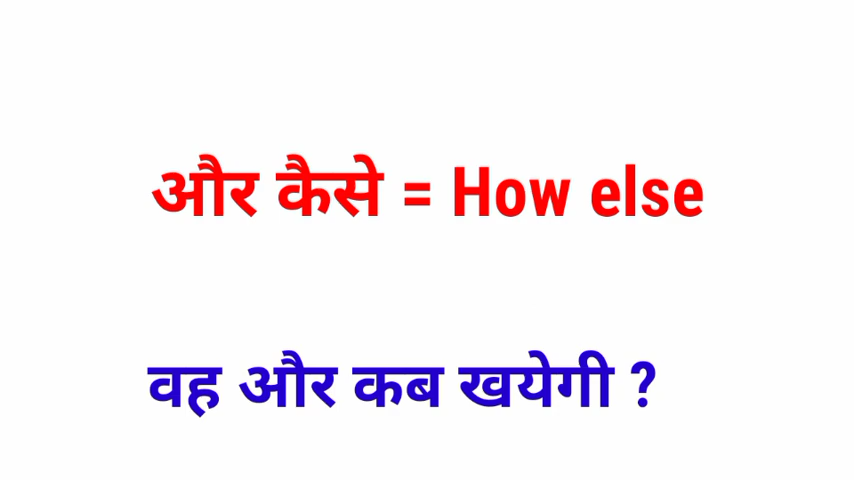 और कैसे = How else
वह और कब खयेगी ?